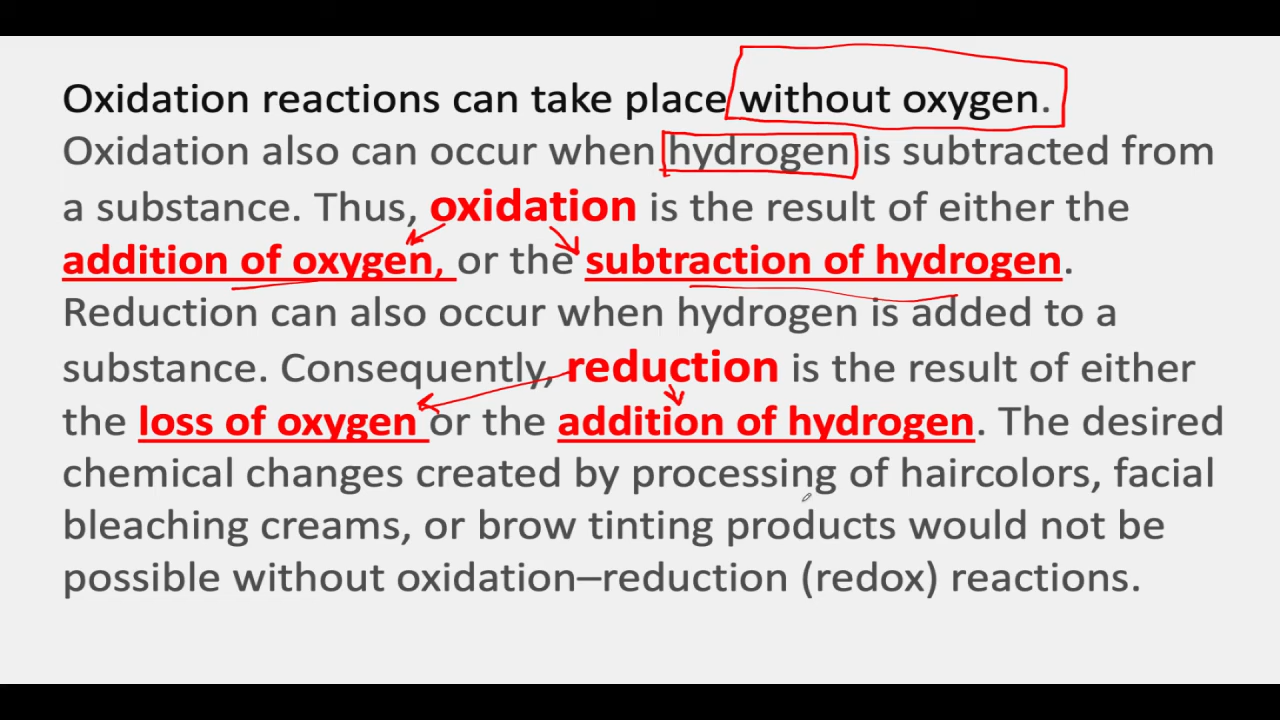 Oxidation reactions can take place without oxygen.
Oxidation also can occur when hydrogen is subtracted from
a substance. Thus, oxidation is the result of either the
addition of oxygen, or the subtraction of hydrogen.
Reduction can also occur when hydrogen is added to a
substance. Consequently, reduction is the result of either
the loss of oxygen or the addition of hydrogen. The desired
chemical changes created by processing of haircolors, facial
bleaching creams, or brow tinting products would not be
possible without oxidation–reduction (redox) reactions.